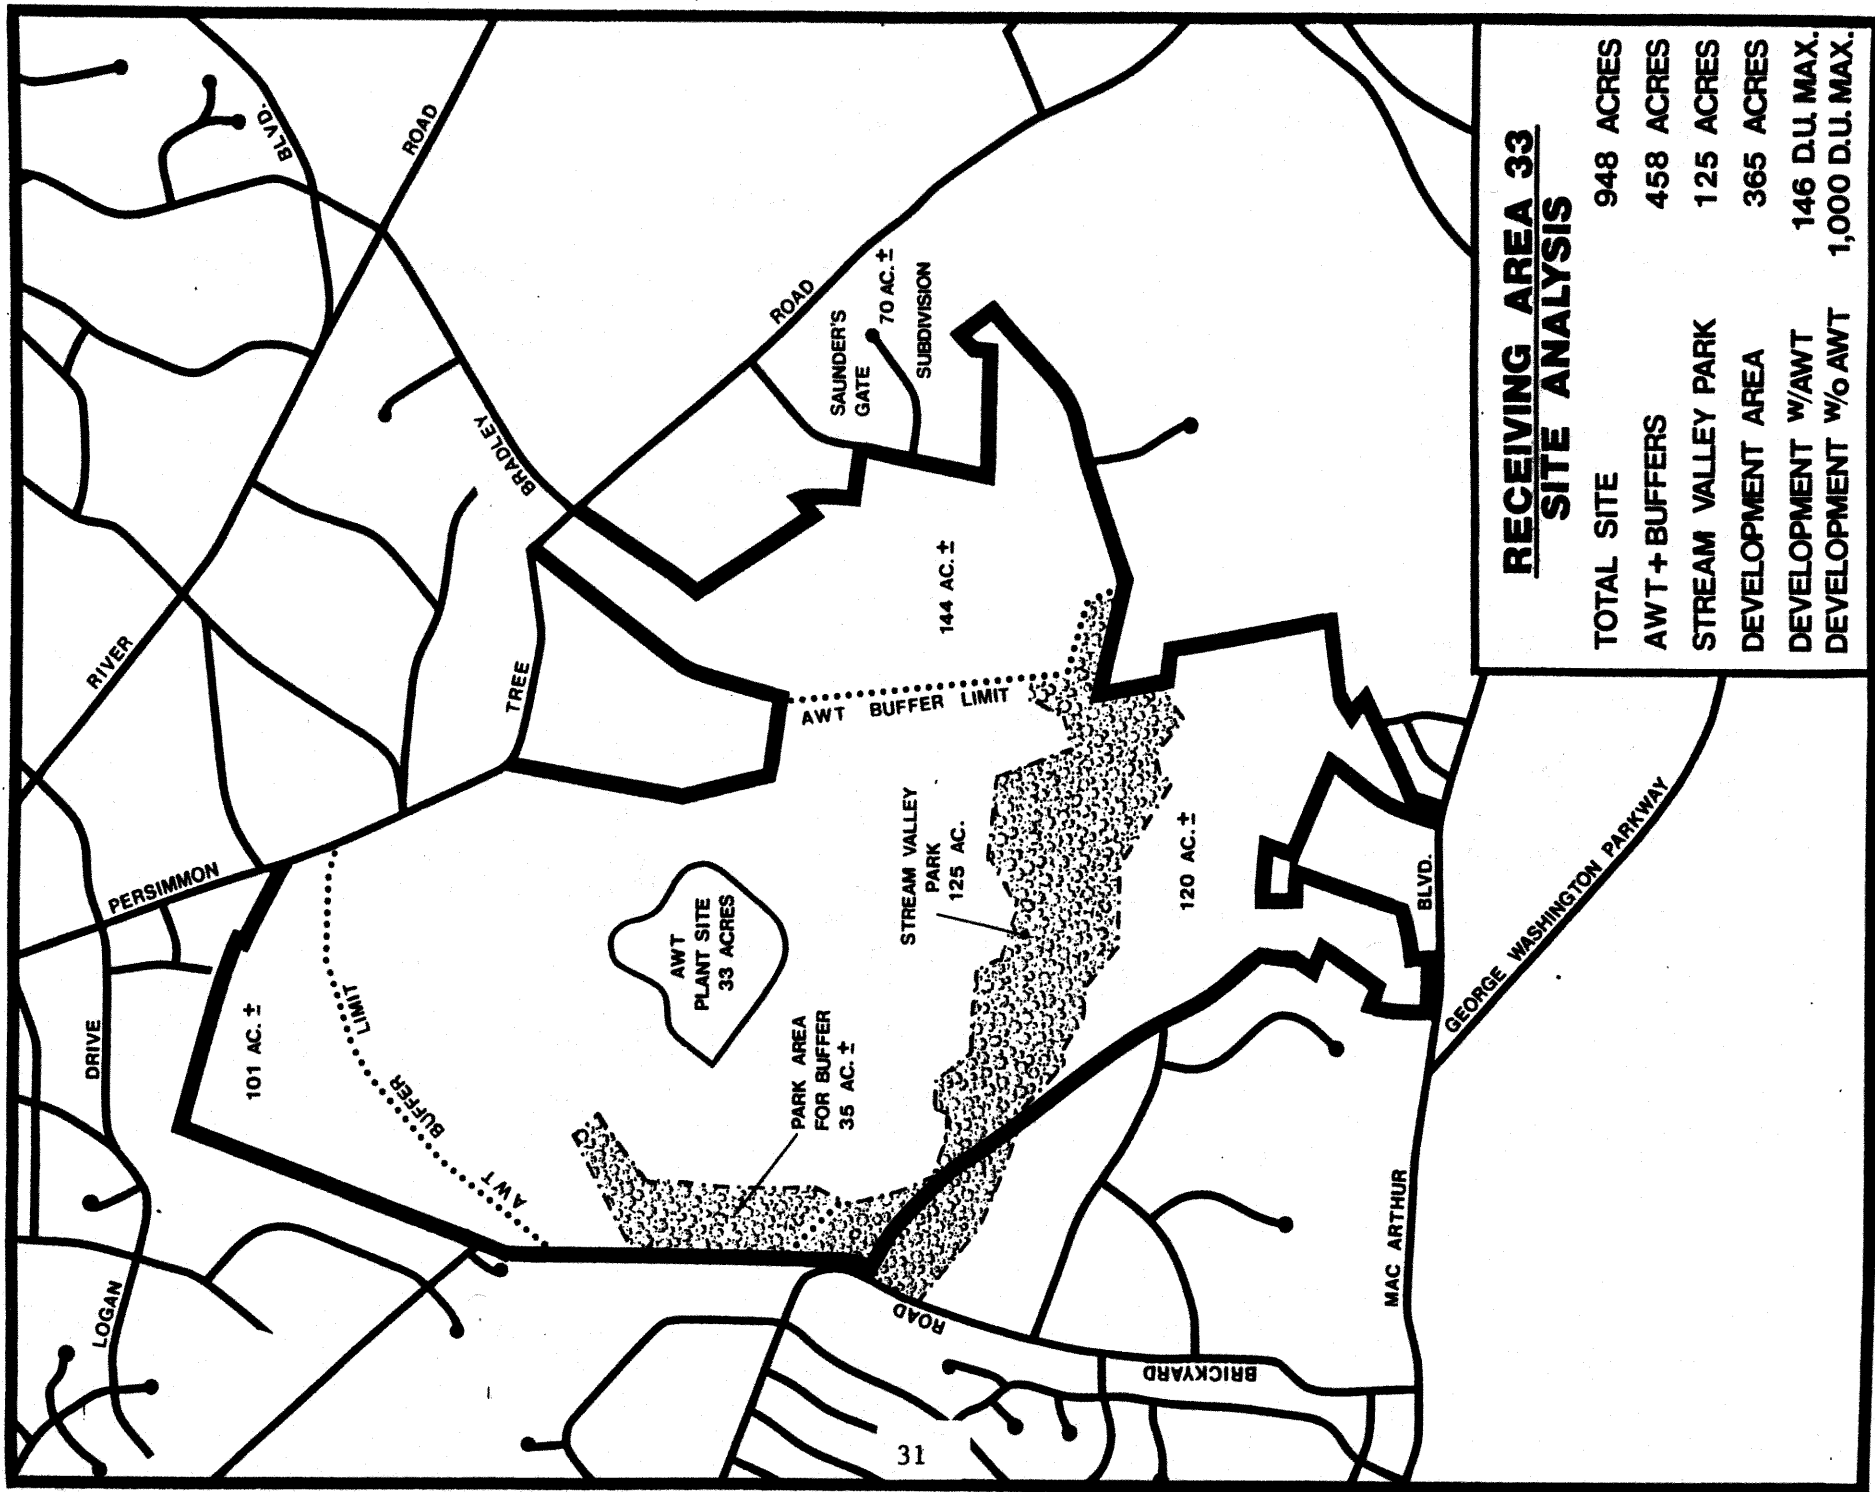 RECEIVING AREA 33
SITE ANALYSIS
TOTAL SITE 948 ACRES
AWT + BUFFERS 458 ACRES
STREAM VALLEY PARK 125 ACRES
DEVELOPMENT AREA 365 ACRES
DEVELOPMENT W/AWT 146 D.U. MAX.
DEVELOPMENT W/o AWT 1,000 D.U. MAX.
LOGAN
DRIVE
PERSIMMON
TREE
ROAD
RIVER
ROAD
BRADLEY
BLVD.
101 AC. ±
AWT
BUFFER
LIMIT
AWT
PLANT SITE
33 ACRES
PARK AREA
FOR BUFFER
35 AC. ±
STREAM VALLEY
PARK
125 AC.
AWT BUFFER LIMIT
144 AC. ±
SAUNDER'S
GATE
70 AC. ±
SUBDIVISION
120 AC. ±
BRICKYARD
ROAD
MAC ARTHUR
BLVD.
GEORGE WASHINGTON PARKWAY
31